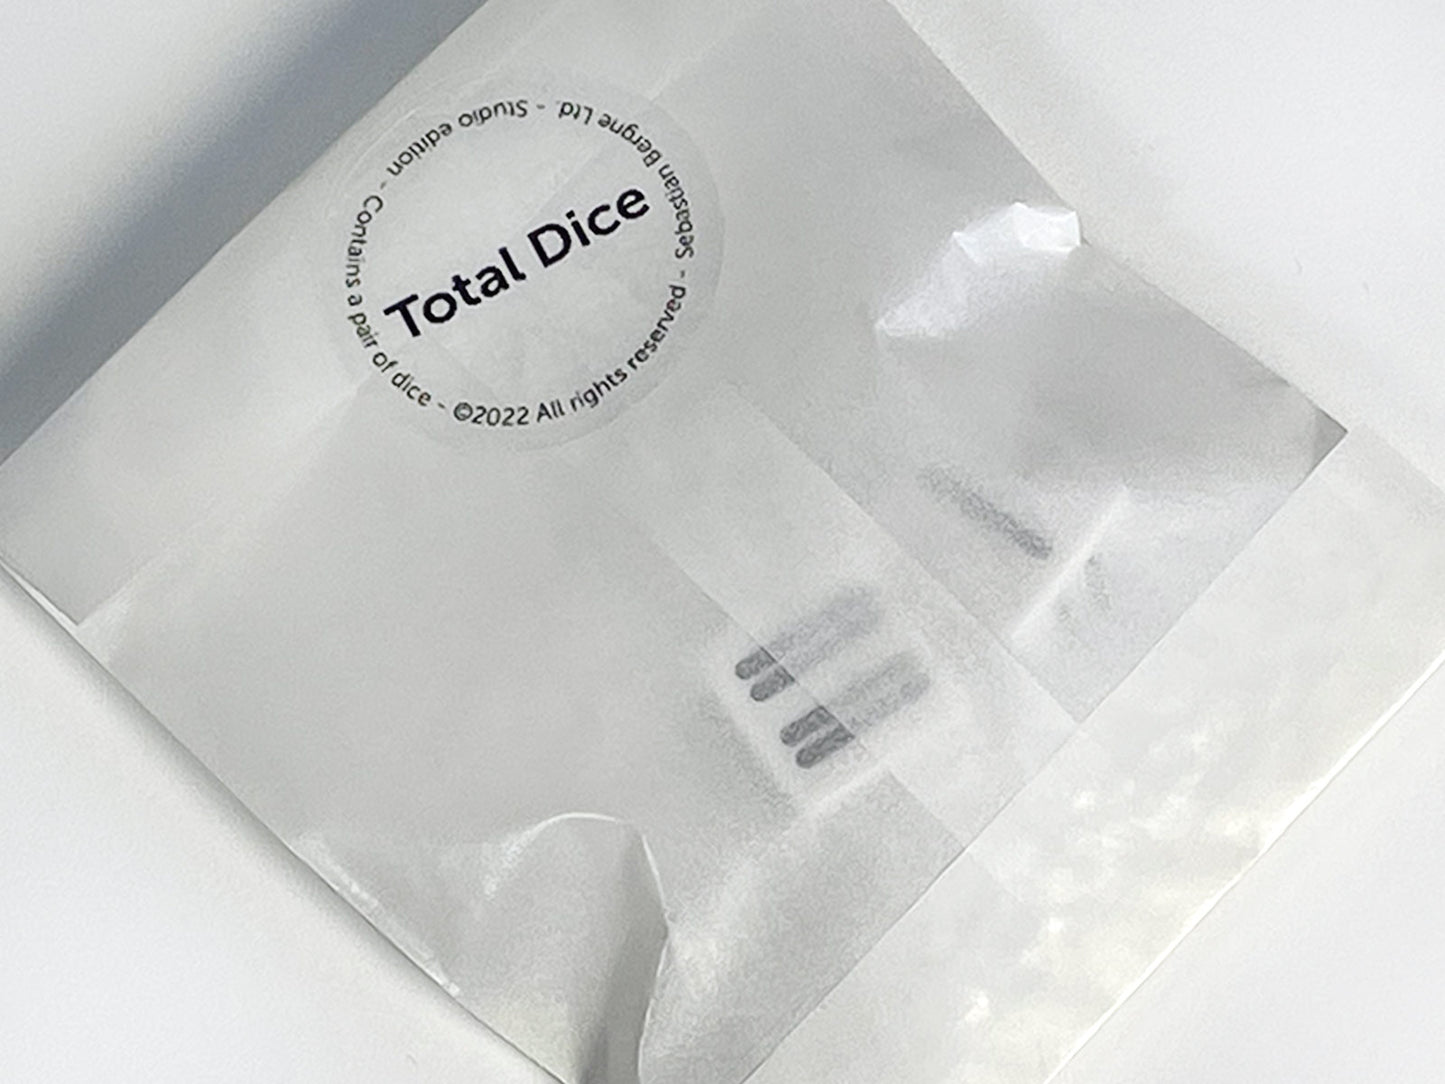 Total Dice
Sebastian Bergne Ltd. - Studio edition - Contains a pair of dice - ©2022 All rights reserved -